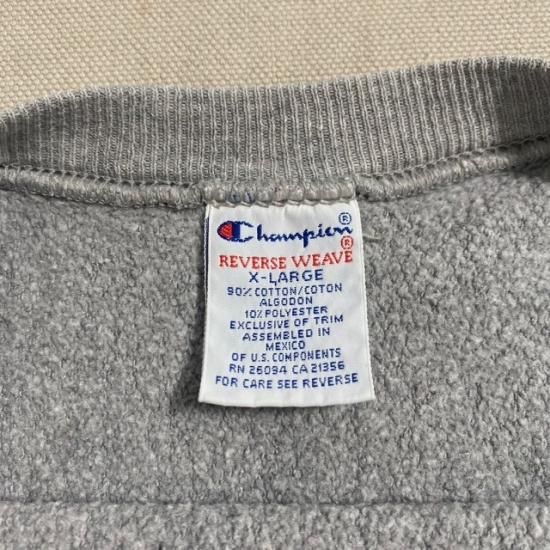 Champion®
REVERSE WEAVE®
X-LARGE
90% COTTON/COTON
ALGODON
10% POLYESTER
EXCLUSIVE OF TRIM
ASSEMBLED IN
MEXICO
OF U.S. COMPONENTS
RN 26094 CA 21356
FOR CARE SEE REVERSE